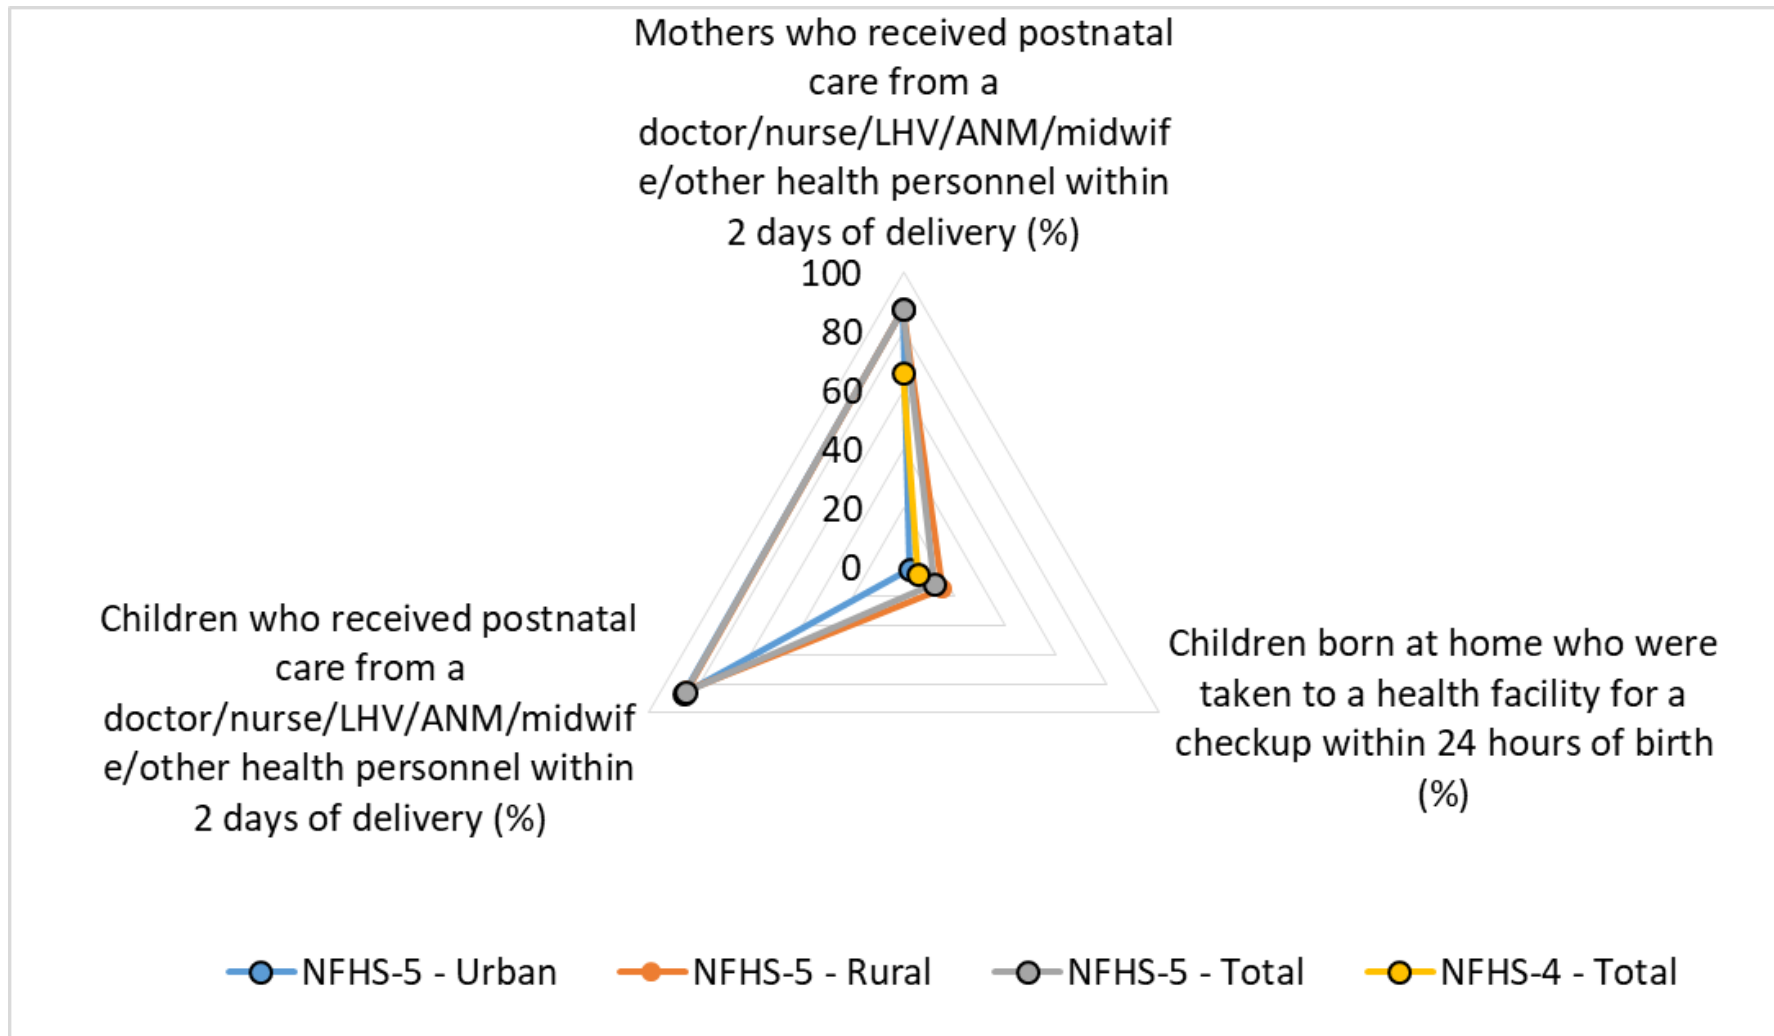 Mothers who received postnatal
care from a
doctor/nurse/LHV/ANM/midwif
e/other health personnel within
2 days of delivery (%)
100
80
60
40
20
0
Children who received postnatal
care from a
doctor/nurse/LHV/ANM/midwif
e/other health personnel within
2 days of delivery (%)
Children born at home who were
taken to a health facility for a
checkup within 24 hours of birth
(%)
NFHS-5 - Urban NFHS-5 - Rural NFHS-5 - Total NFHS-4 - Total